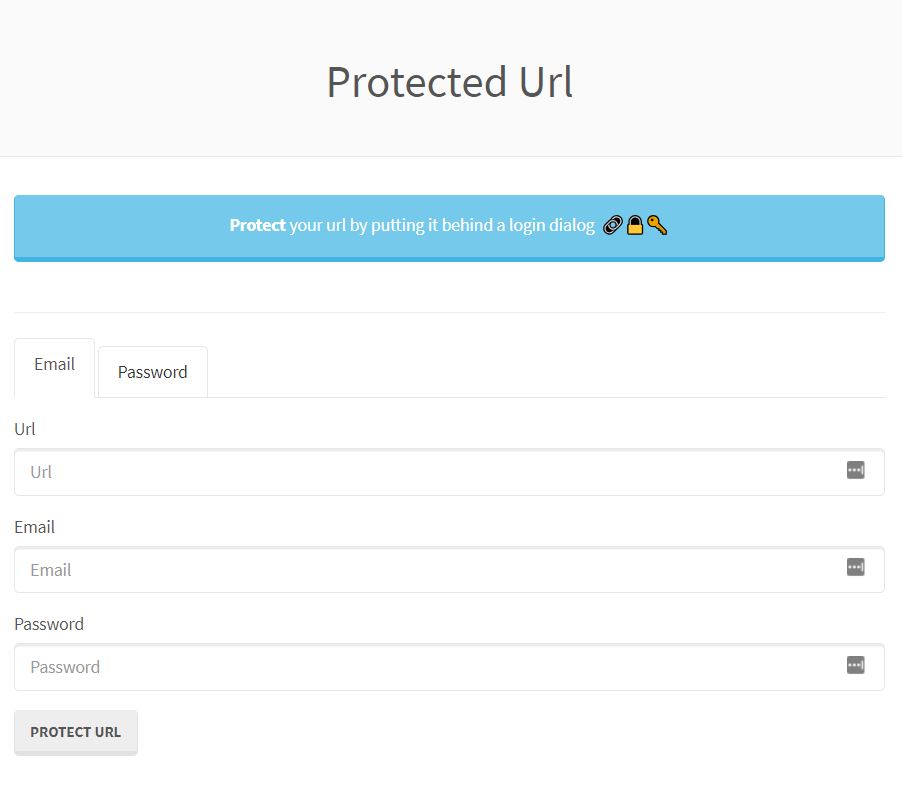 Protected Url
Protect your url by putting it behind a login dialog 🔗🔒🔑
Email
Password
Url
Url
Email
Email
Password
Password
PROTECT URL